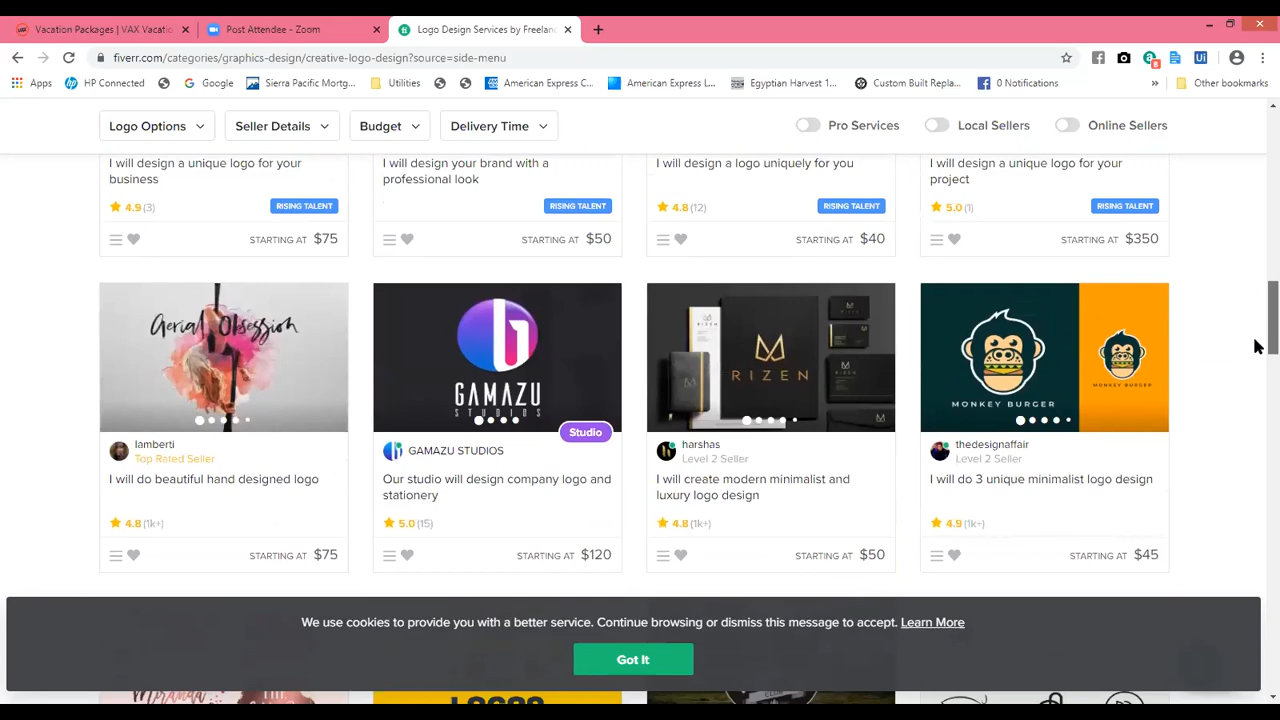 Vacation Packages | VAX Vacatio
Post Attendee - Zoom
Logo Design Services by Freelanc
fiverr.com/categories/graphics-design/creative-logo-design?source=side_menu
Apps
HP Connected
Google
Sierra Pacific Mortg...
Utilities
American Express C...
American Express L...
Egyptian Harvest 1...
Custom Built Repla...
0 Notifications
»
Other bookmarks
Logo Options
Seller Details
Budget
Delivery Time
Pro Services
Local Sellers
Online Sellers
I will design a unique logo for your
business
4.9 (3)
RISING TALENT
STARTING AT $75
I will design your brand with a
professional look
RISING TALENT
STARTING AT $50
I will design a logo uniquely for you
4.8 (12)
RISING TALENT
STARTING AT $40
I will design a unique logo for your
project
5.0 (1)
RISING TALENT
STARTING AT $350
Aerial Obsession
lamberti
Top Rated Seller
I will do beautiful hand designed logo
4.8 (1k+)
STARTING AT $75
GAMAZU
STUDIOS
Studio
GAMAZU STUDIOS
Our studio will design company logo and
stationery
5.0 (15)
STARTING AT $120
RIZEN
RIZEN
harshas
Level 2 Seller
I will create modern minimalist and
luxury logo design
4.8 (1k+)
STARTING AT $50
MONKEY BURGER
MONKEY BURGER
thedesignaffair
Level 2 Seller
I will do 3 unique minimalist logo design
4.9 (1k+)
STARTING AT $45
We use cookies to provide you with a better service. Continue browsing or dismiss this message to accept. Learn More
Got It
Miranda
LOGOS